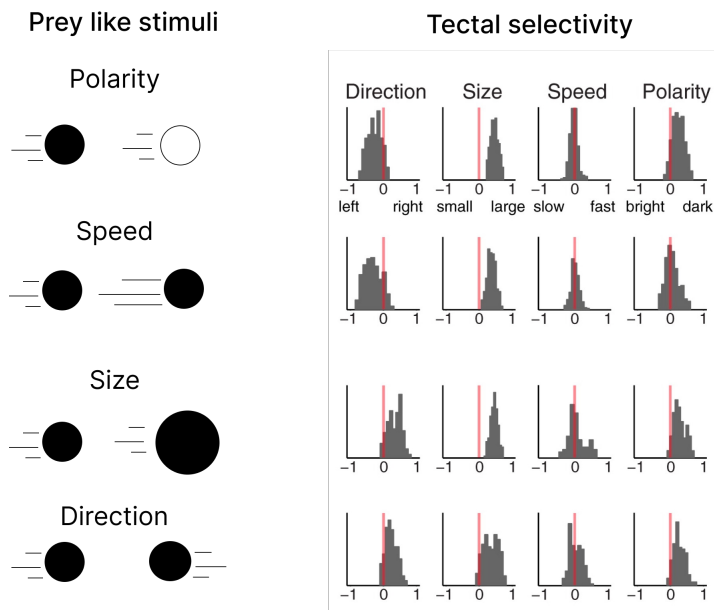 Prey like stimuli
Tectal selectivity
Polarity
Speed
Size
Direction
Direction Size Speed Polarity
−1 0 1 −1 0 1 −1 0 1 −1 0 1
left right small large slow fast bright dark
−1 0 1 −1 0 1 −1 0 1 −1 0 1
−1 0 1 −1 0 1 −1 0 1 −1 0 1
−1 0 1 −1 0 1 −1 0 1 −1 0 1